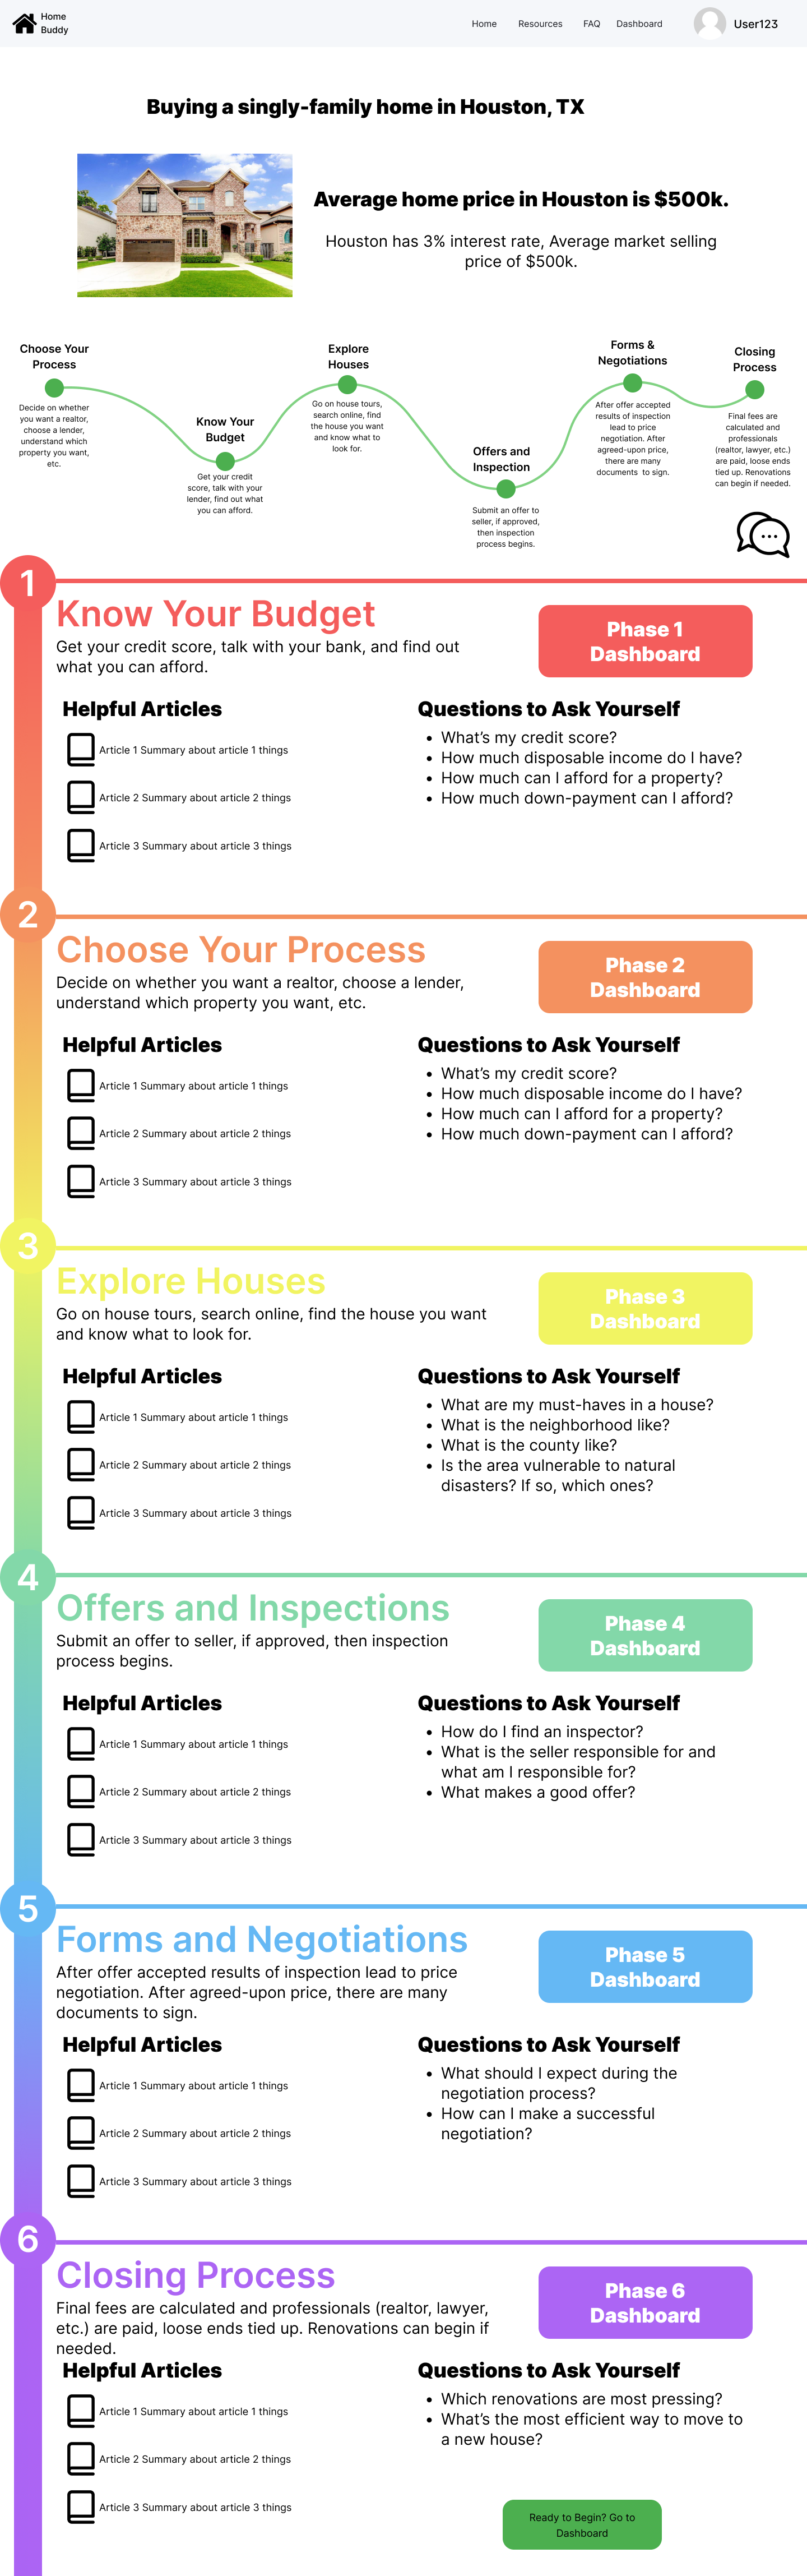 Home
Buddy
Home
Resources
FAQ
Dashboard
User123
Buying a singly-family home in Houston, TX
Average home price in Houston is $500k.
Houston has 3% interest rate, Average market selling
price of $500k.
Choose Your
Process
Decide on whether
you want a realtor,
choose a lender,
understand which
property you want,
etc.
Know Your
Budget
Get your credit
score, talk with your
lender, find out what
you can afford.
Explore
Houses
Go on house tours,
search online, find
the house you want
and know what to
look for.
Offers and
Inspection
Submit an offer to
seller, if approved,
then inspection
process begins.
Forms &
Negotiations
After offer accepted
results of inspection
lead to price
negotiation. After
agreed-upon price,
there are many
documents to sign.
Closing
Process
Final fees are
calculated and
professionals
(realtor, lawyer, etc.)
are paid, loose ends
tied up. Renovations
can begin if needed.
1
Know Your Budget
Get your credit score, talk with your bank, and find out
what you can afford.
Phase 1
Dashboard
Helpful Articles
Article 1 Summary about article 1 things
Article 2 Summary about article 2 things
Article 3 Summary about article 3 things
Questions to Ask Yourself
• What's my credit score?
• How much disposable income do I have?
• How much can I afford for a property?
• How much down-payment can I afford?
2
Choose Your Process
Decide on whether you want a realtor, choose a lender,
understand which property you want, etc.
Phase 2
Dashboard
Helpful Articles
Article 1 Summary about article 1 things
Article 2 Summary about article 2 things
Article 3 Summary about article 3 things
Questions to Ask Yourself
• What's my credit score?
• How much disposable income do I have?
• How much can I afford for a property?
• How much down-payment can I afford?
3
Explore Houses
Go on house tours, search online, find the house you want
and know what to look for.
Phase 3
Dashboard
Helpful Articles
Article 1 Summary about article 1 things
Article 2 Summary about article 2 things
Article 3 Summary about article 3 things
Questions to Ask Yourself
• What are my must-haves in a house?
• What is the neighborhood like?
• What is the county like?
• Is the area vulnerable to natural
disasters? If so, which ones?
4
Offers and Inspections
Submit an offer to seller, if approved, then inspection
process begins.
Phase 4
Dashboard
Helpful Articles
Article 1 Summary about article 1 things
Article 2 Summary about article 2 things
Article 3 Summary about article 3 things
Questions to Ask Yourself
• How do I find an inspector?
• What is the seller responsible for and
what am I responsible for?
• What makes a good offer?
5
Forms and Negotiations
After offer accepted results of inspection lead to price
negotiation. After agreed-upon price, there are many
documents to sign.
Phase 5
Dashboard
Helpful Articles
Article 1 Summary about article 1 things
Article 2 Summary about article 2 things
Article 3 Summary about article 3 things
Questions to Ask Yourself
• What should I expect during the
negotiation process?
• How can I make a successful
negotiation?
6
Closing Process
Final fees are calculated and professionals (realtor, lawyer,
etc.) are paid, loose ends tied up. Renovations can begin if
needed.
Phase 6
Dashboard
Helpful Articles
Article 1 Summary about article 1 things
Article 2 Summary about article 2 things
Article 3 Summary about article 3 things
Questions to Ask Yourself
• Which renovations are most pressing?
• What's the most efficient way to move to
a new house?
Ready to Begin? Go to
Dashboard